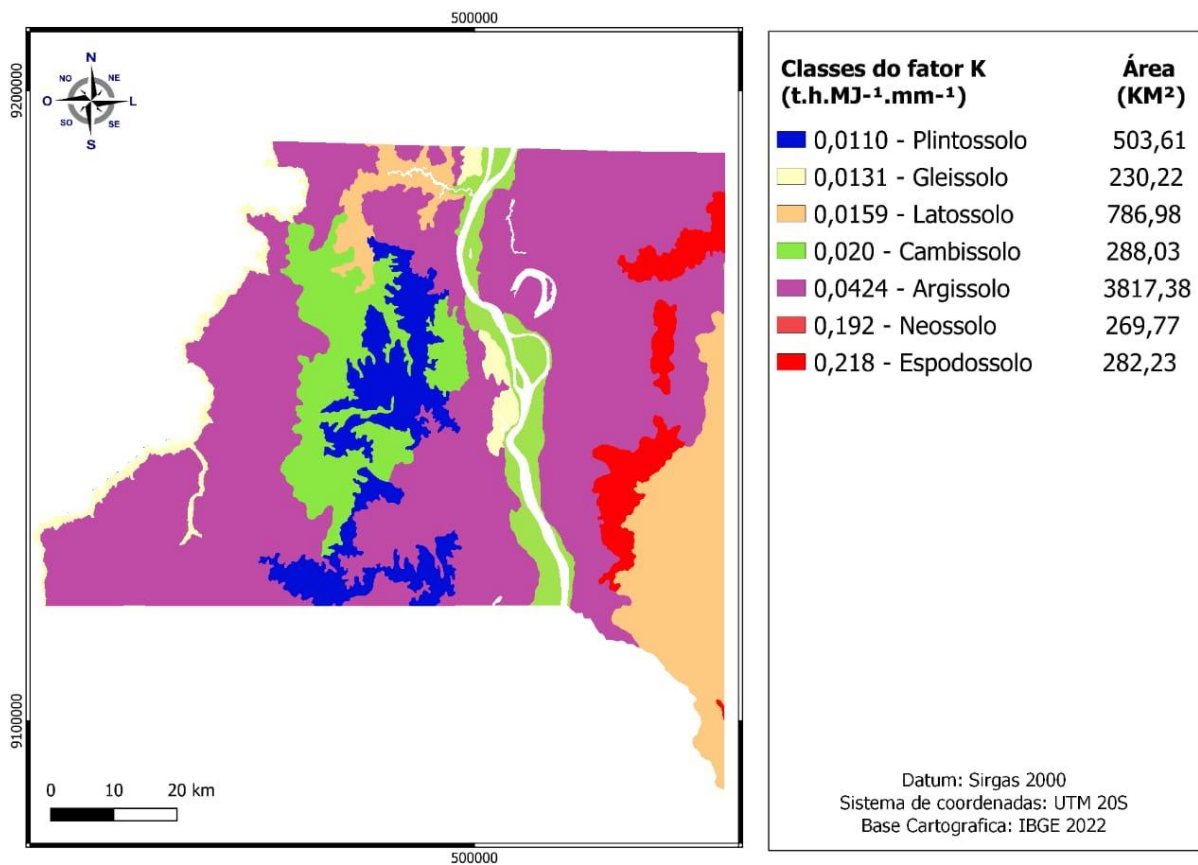 500000
9200000
N
NO
NE
O
L
SO
SE
S
9100000
0 10 20 km
500000
Classes do fator K
(t.h.MJ-¹.mm-¹)
Área
(KM²)
0,0110 - Plintossolo 503,61
0,0131 - Gleissolo 230,22
0,0159 - Latossolo 786,98
0,020 - Cambissolo 288,03
0,0424 - Argissolo 3817,38
0,192 - Neossolo 269,77
0,218 - Espodossolo 282,23
Datum: Sirgas 2000
Sistema de coordenadas: UTM 20S
Base Cartografica: IBGE 2022